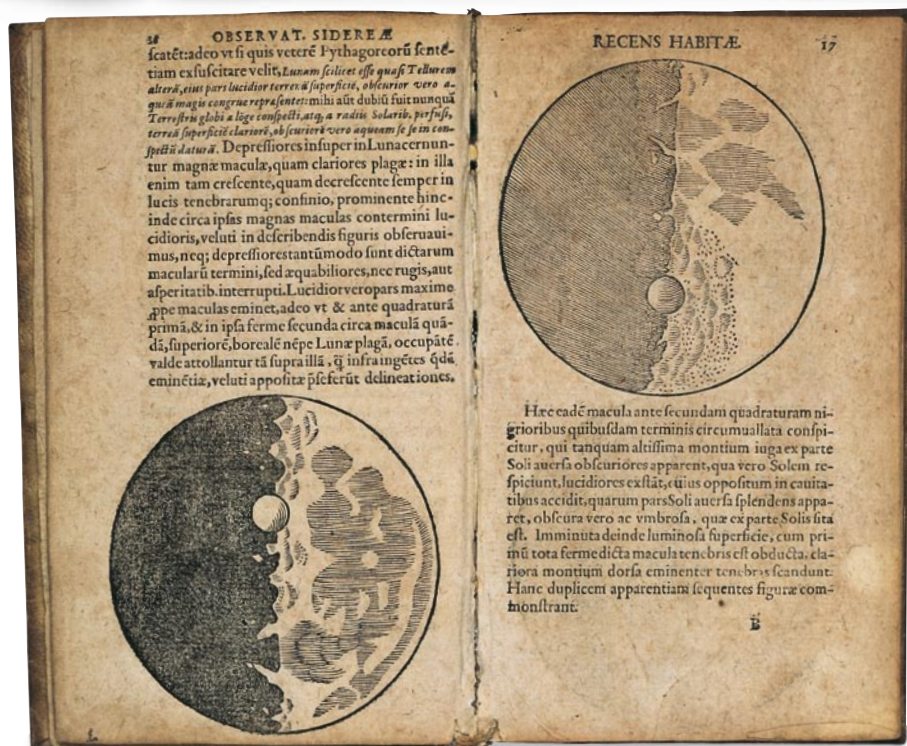 OBSERVAT. SIDEREÆ
ſcatēt: adeo vt ſi quis veterē Pythagoreorū ſentē-
tiam exſuſcitare velit, Lunam ſcilicet eſſe quaſi Tellurem
alterā, eius pars lucidior terrenā ſuperficiē, obſcurior vero a-
queā magis congrue repræſentet: mihi aūt dubiū fuit nunquā
Terreſtris globi a lōge conſpecti, atq; a radiis Solarib. perfuſi,
terreā ſuperficiē clariorē, obſcuriorē vero aqueam ſe ſe in con-
ſpectū daturā. Depreſſiores inſuper in Luna cernun-
tur magnæ maculæ, quam clariores plagæ: in illa
enim tam creſcente, quam decreſcente ſemper in
lucis tenebrarumq; confinio, prominente hinc-
inde circa ipſas magnas maculas contermini lu-
cidioris, veluti in deſcribendis figuris obſeruaui-
mus, neq; depreſſiores tantūmodo ſunt dictarum
macularū termini, ſed æquabiliores, nec rugis, aut
aſperitatib. interrupti. Lucidior vero pars maxime
ꝓpe maculas eminet, adeo vt & ante quadraturā
primā, & in ipſa ferme ſecunda circa maculā quā-
dā, ſuperiorē, borealē nēpe Lunæ plagā, occupātē
valde attollantur tā ſupra illā, q̄ infra ingētes q̄dā
eminētiæ, veluti appoſitæ p̄ſeferūt delineationes.
RECENS HABITÆ. 17
Hæc eadē macula ante ſecundam quadraturam ni-
grioribus quibuſdam terminis circumuallata conſpi-
citur, qui tanquam altiſſima montium iuga ex parte
Soli auerſa obſcuriores apparent, qua vero Solem re-
ſpiciunt, lucidiores exſtāt, cuius oppoſitum in cauita-
tibus accidit, quarum pars Soli auerſa ſplendens appa-
ret, obſcura vero ac vmbroſa, quæ ex parte Solis ſita
eſt. Imminuta deinde luminoſa ſuperficie, cum pri-
mū tota ferme dicta macula tenebris eſt obducta, cla-
riora montium dorſa eminenter tenebras ſcandunt.
Hanc duplicem apparentiam ſequentes figuræ com-
monſtrant.
B